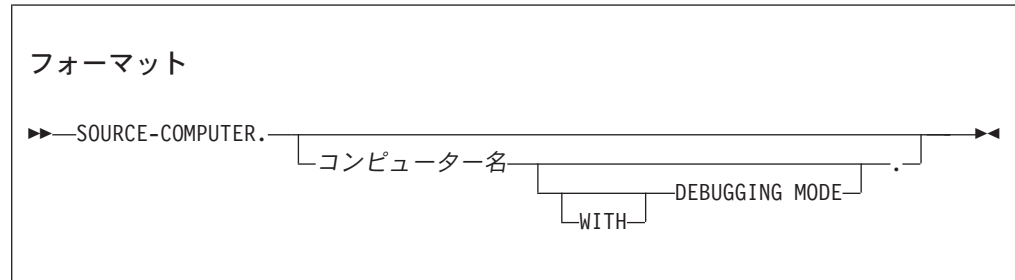 フォーマット
SOURCE-COMPUTER.
コンピューター名 .
DEBUGGING MODE
WITH